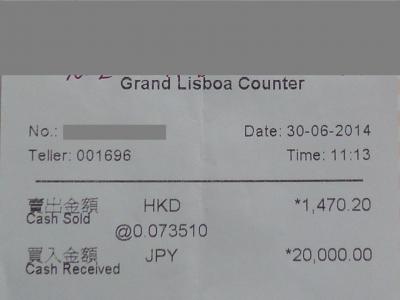 Grand Lisboa Counter
No.: Date: 30-06-2014
Teller: 001696 Time: 11:13
賣出金額 HKD *1,470.20
Cash Sold
@0.073510
買入金額 JPY *20,000.00
Cash Received